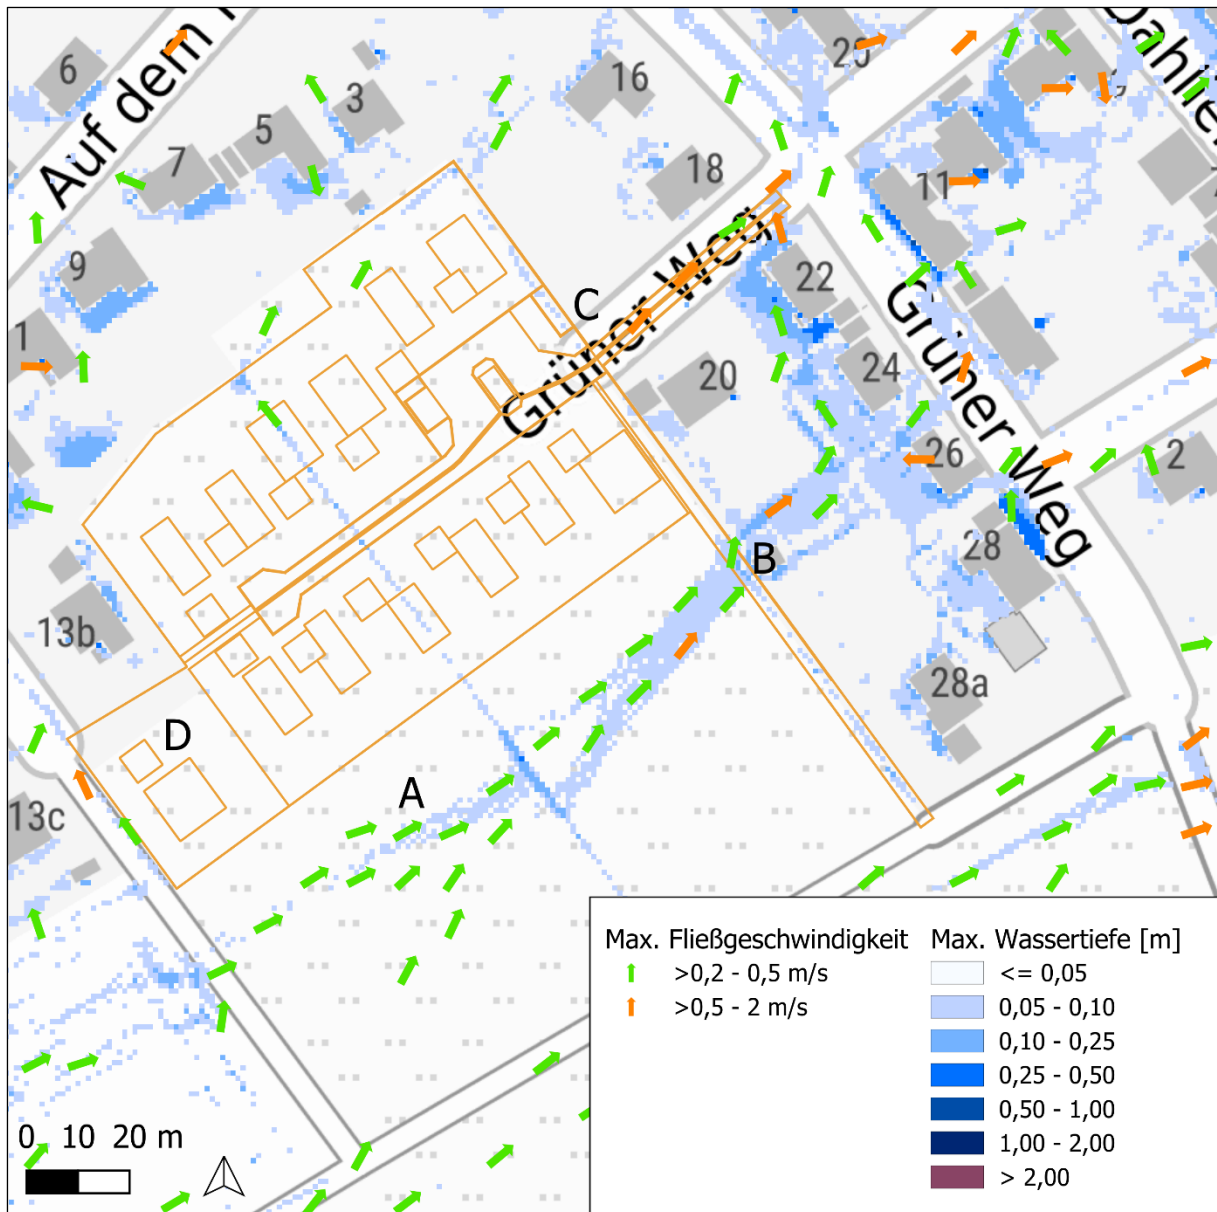 6
Auf dem
3
5
7
9
1
16
18
20
11
Dahlie
C
Grüner Weg
22
20
24
26
Grüner Weg
2
B
28
28a
13b
D
A
13c
Max. Fließgeschwindigkeit
>0,2 - 0,5 m/s
>0,5 - 2 m/s
Max. Wassertiefe [m]
<= 0,05
0,05 - 0,10
0,10 - 0,25
0,25 - 0,50
0,50 - 1,00
1,00 - 2,00
> 2,00
0 10 20 m